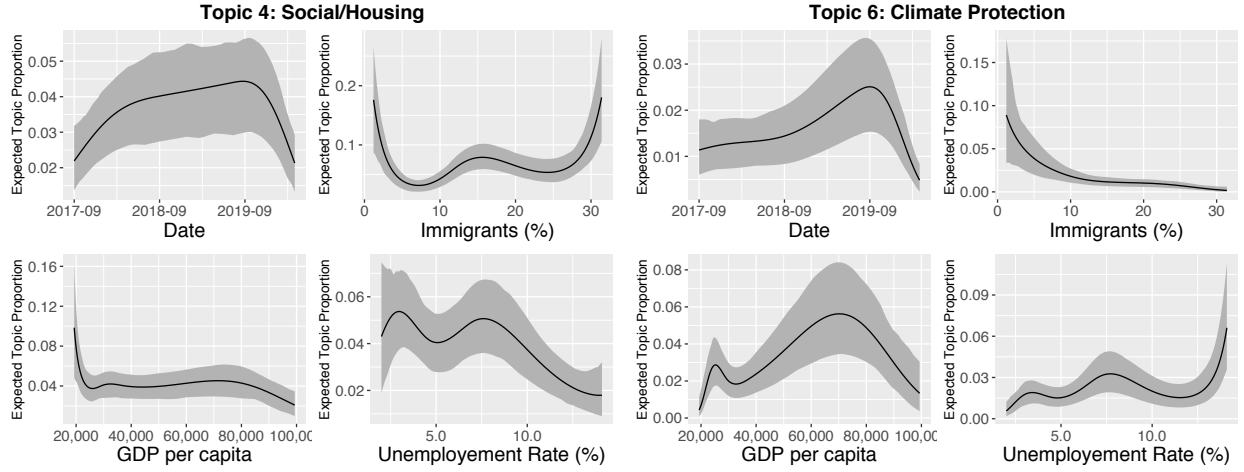 Topic 4: Social/Housing
Topic 6: Climate Protection
Expected Topic Proportion
0.05
0.04
0.03
0.02
2017-09 2018-09 2019-09
Date
Expected Topic Proportion
0.2
0.1
0 10 20 30
Immigrants (%)
Expected Topic Proportion
0.03
0.02
0.01
2017-09 2018-09 2019-09
Date
Expected Topic Proportion
0.15
0.10
0.05
0.00
0 10 20 30
Immigrants (%)
Expected Topic Proportion
0.16
0.12
0.08
0.04
20,000 40,000 60,000 80,000 100,00
GDP per capita
Expected Topic Proportion
0.06
0.04
0.02
5.0 10.0
Unemployement Rate (%)
Expected Topic Proportion
0.08
0.06
0.04
0.02
0.00
20,000 40,000 60,000 80,000 100,00
GDP per capita
Expected Topic Proportion
0.09
0.06
0.03
0.00
5.0 10.0
Unemployement Rate (%)